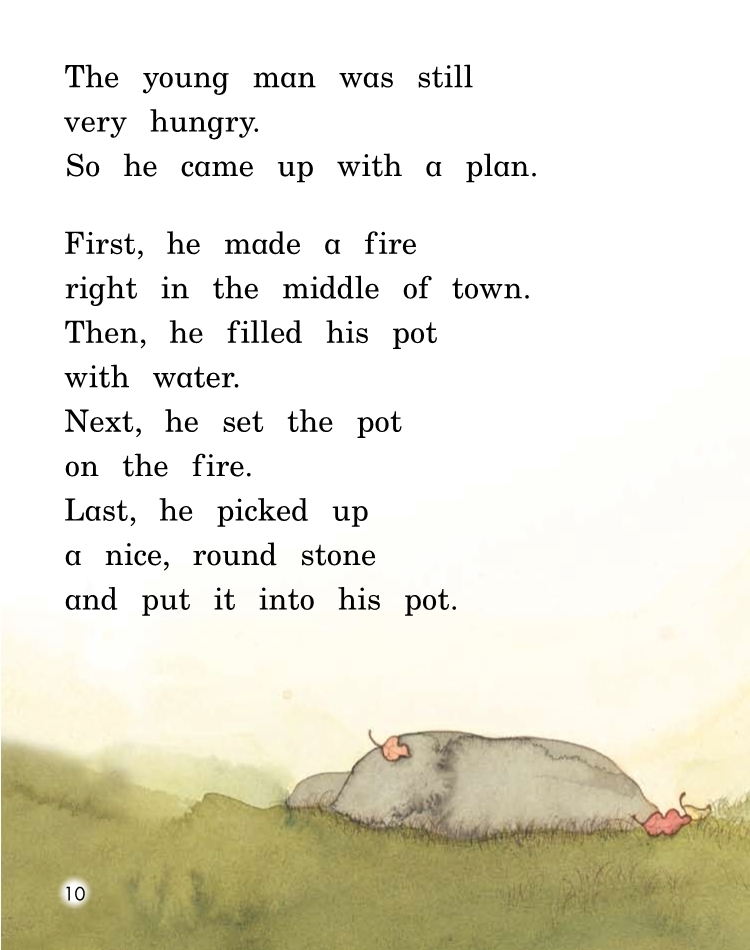 The young man was still
very hungry.
So he came up with a plan.
First, he made a fire
right in the middle of town.
Then, he filled his pot
with water.
Next, he set the pot
on the fire.
Last, he picked up
a nice, round stone
and put it into his pot.
10